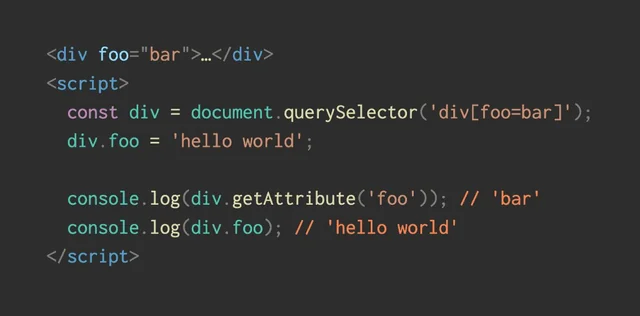 <div foo="bar">…</div>
<script>
const div = document.querySelector('div[foo=bar]');
div.foo = 'hello world';
console.log(div.getAttribute('foo')); // 'bar'
console.log(div.foo); // 'hello world'
</script>